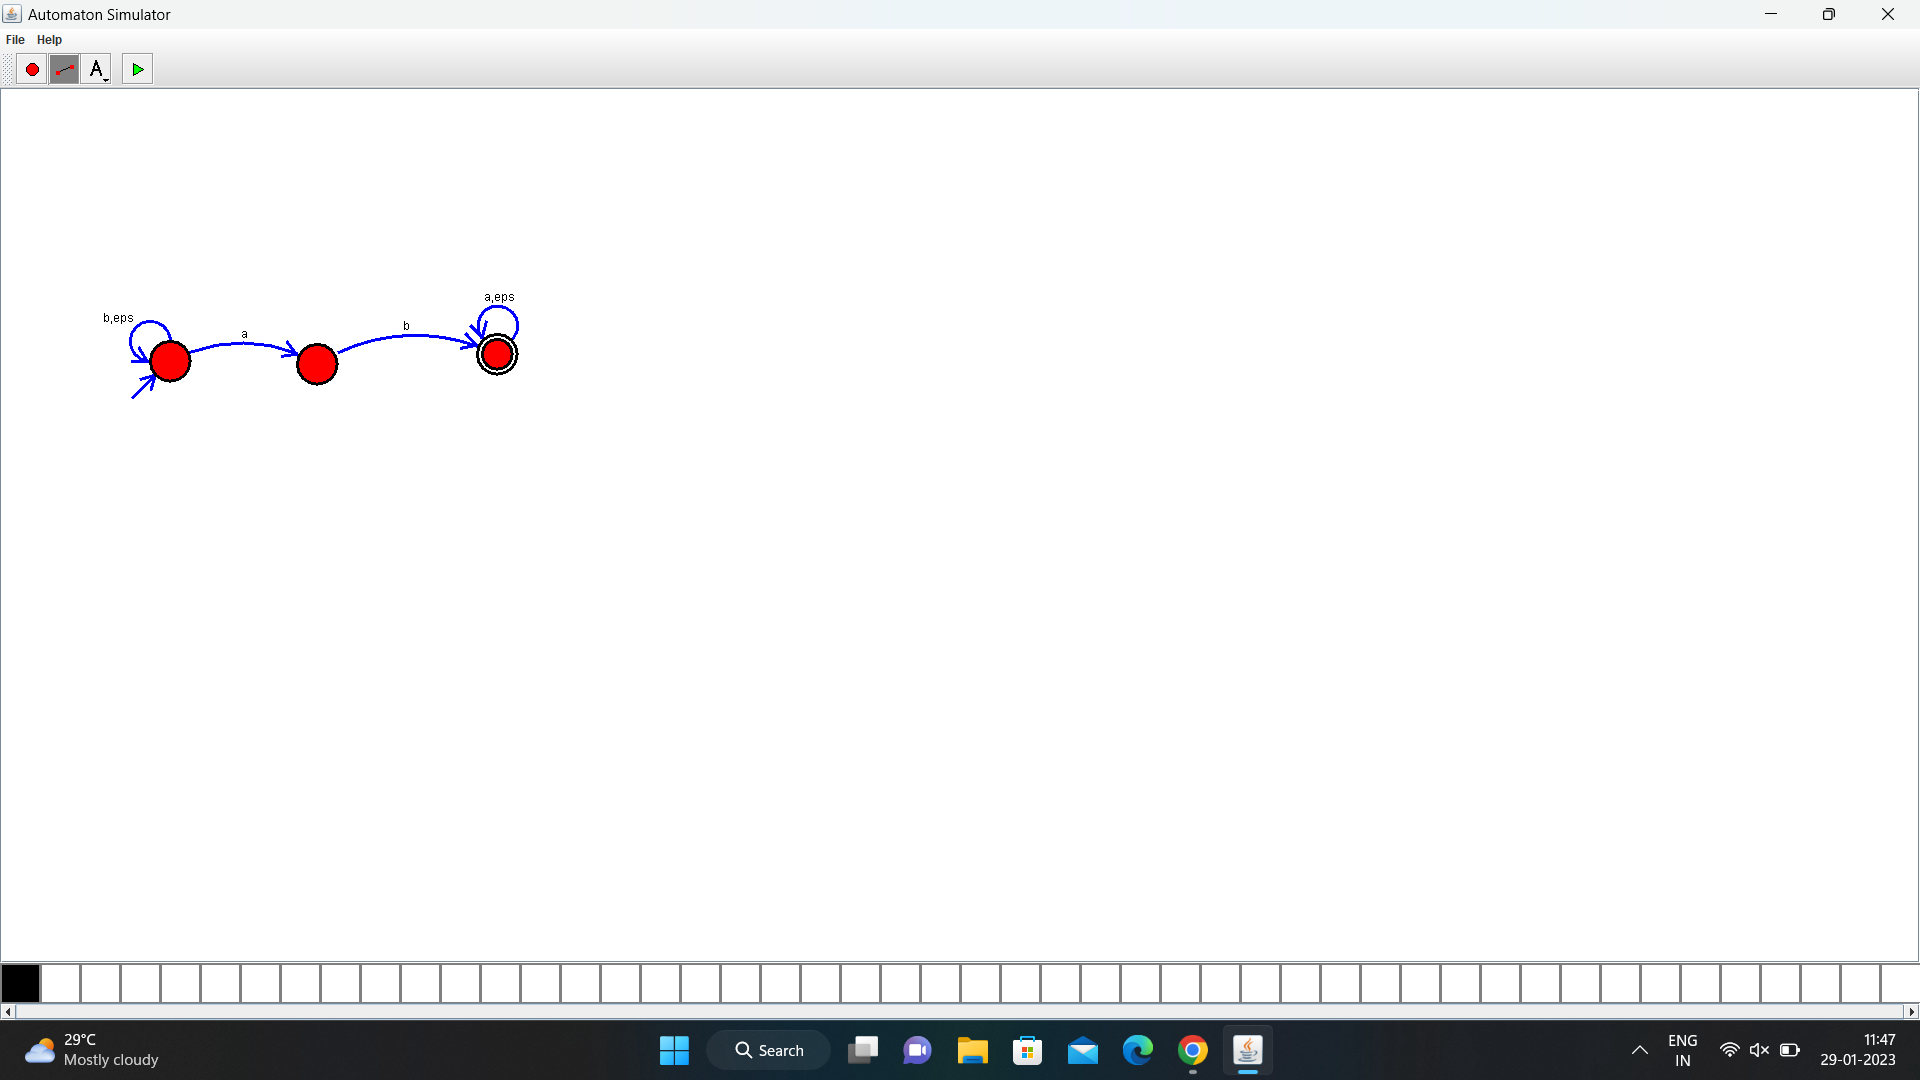 Automaton Simulator
File Help
A
a,eps
b,eps
a
b
29°C
Mostly cloudy
Search
ENG
IN
11:47
29-01-2023